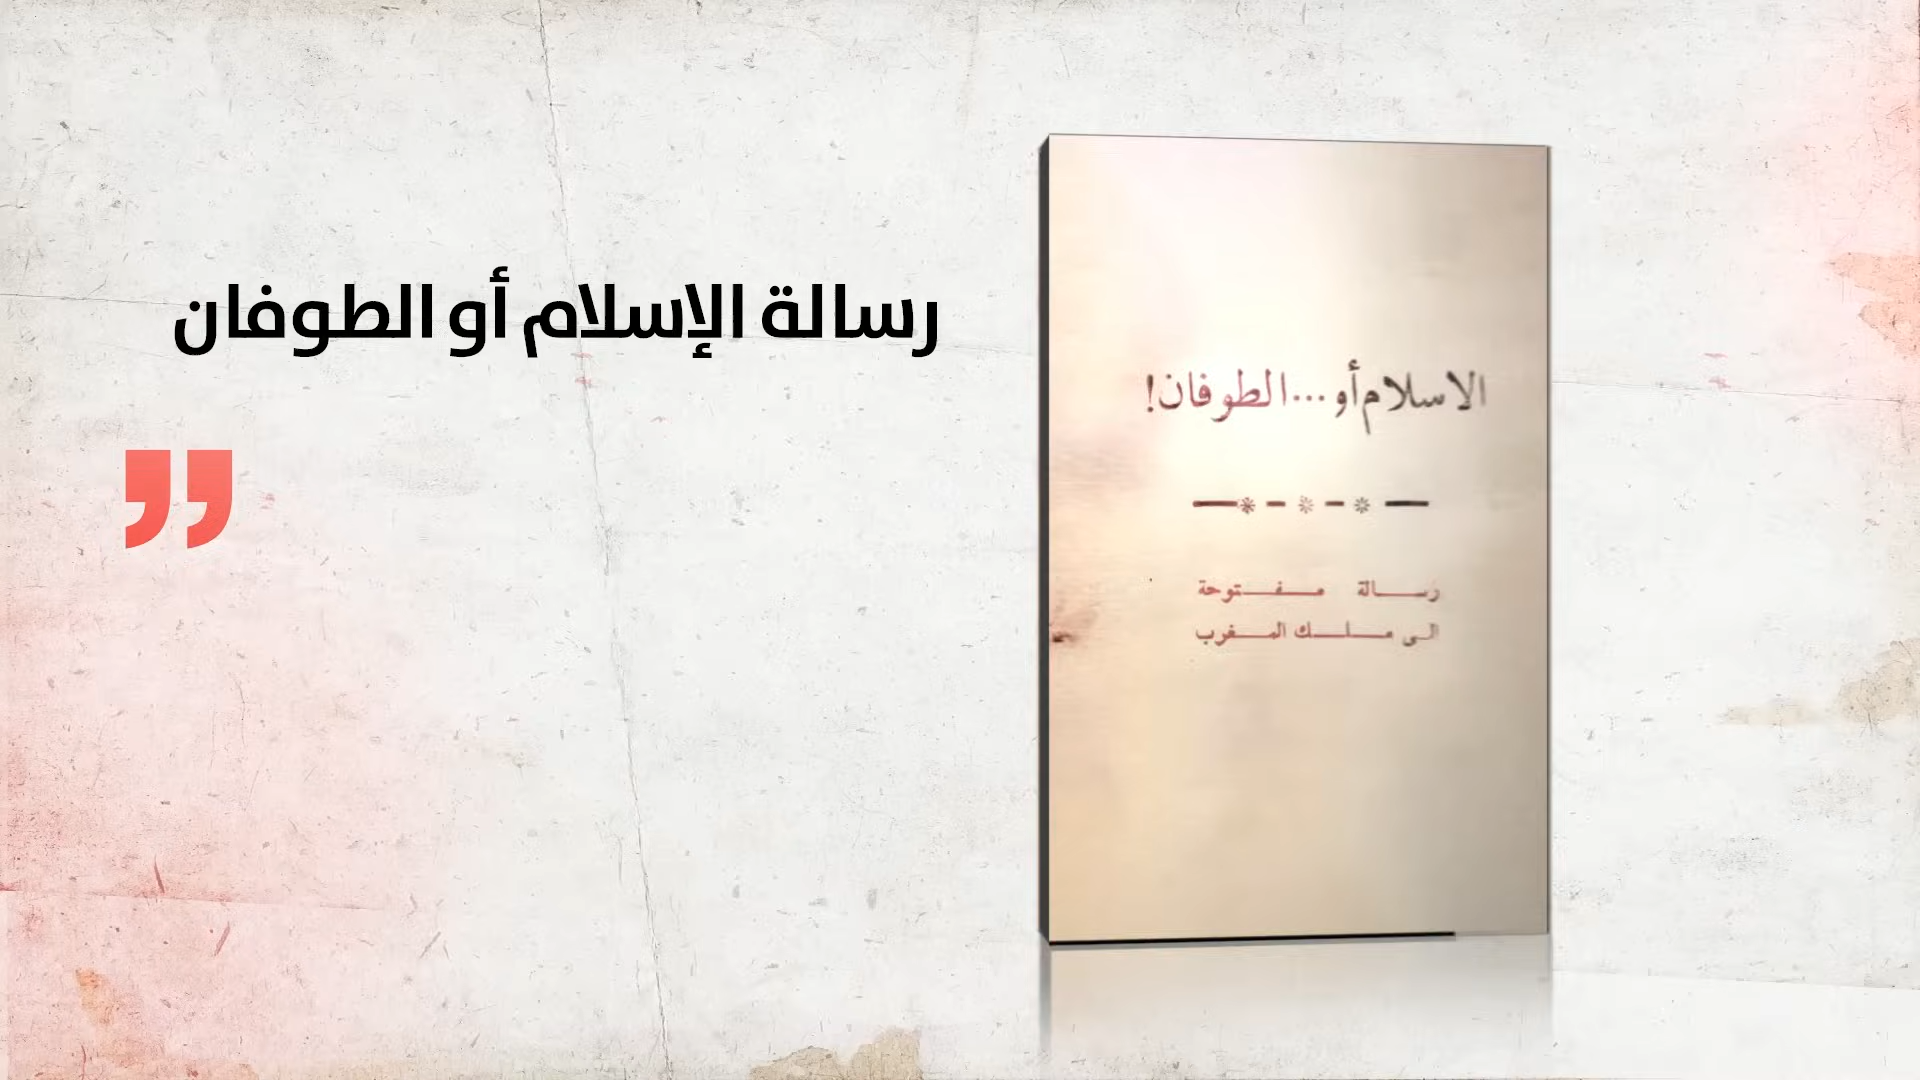 رسالة الإسلام أو الطوفان
الاسلام أو...الطوفان!
رسالة مفتوحة
الى ملك المغرب